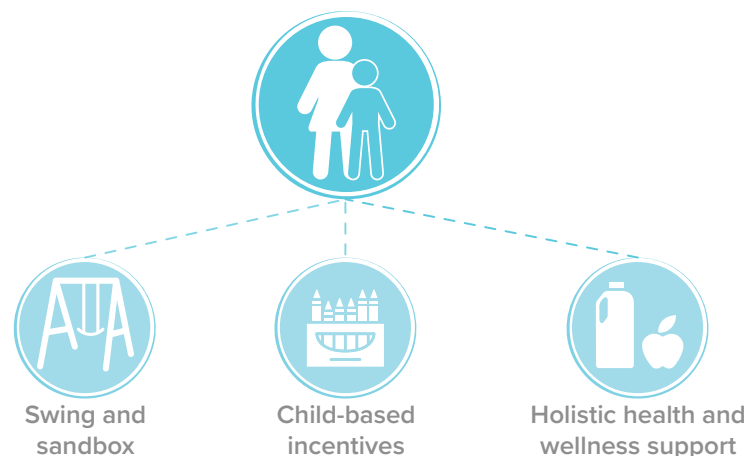 Swing and
sandbox
Child-based
incentives
Holistic health and
wellness support